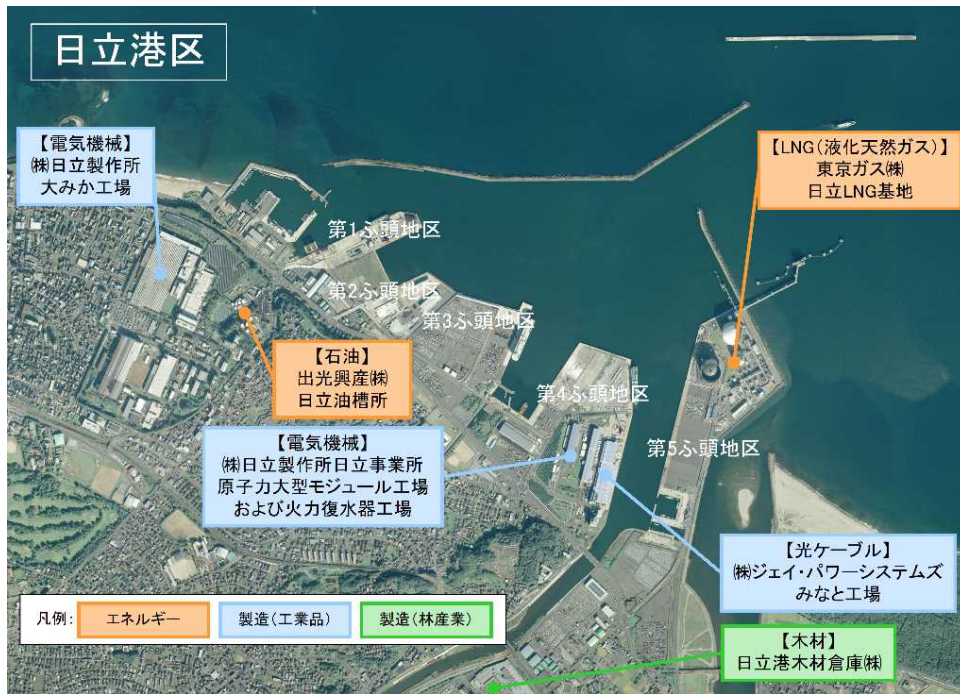 日立港区
【電気機械】
㈱日立製作所
大みか工場
【LNG(液化天然ガス)】
東京ガス㈱
日立LNG基地
第1ふ頭地区
第2ふ頭地区
第3ふ頭地区
【石油】
出光興産㈱
日立油槽所
第4ふ頭地区
【電気機械】
㈱日立製作所日立事業所
原子力大型モジュール工場
および火力復水器工場
第5ふ頭地区
【光ケーブル】
㈱ジェイ・パワーシステムズ
みなと工場
凡例:
エネルギー
製造(工業品)
製造(林産業)
【木材】
日立港木材倉庫㈱